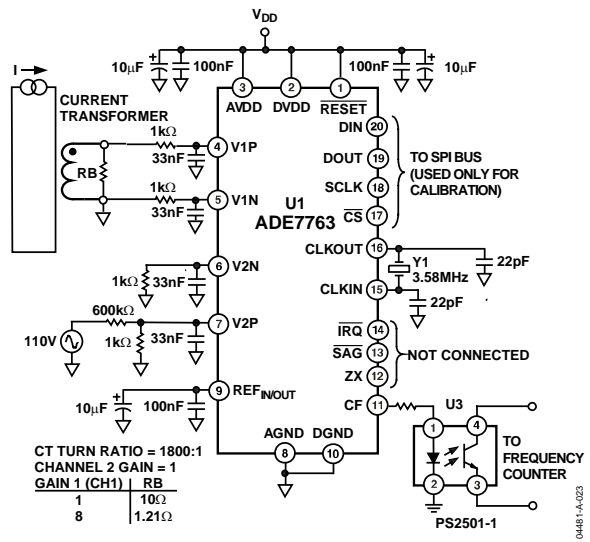 VDD
10µF
100nF
100nF
10µF
I
3
2
1
AVDD
DVDD
RESET
CURRENT
TRANSFORMER
1kΩ
33nF
4
V1P
RB
1kΩ
33nF
5
V1N
U1
ADE7763
DIN
20
DOUT
19
SCLK
18
CS
17
TO SPI BUS
(USED ONLY FOR
CALIBRATION)
CLKOUT
16
Y1
3.58MHz
22pF
CLKIN
15
22pF
6
V2N
1kΩ
33nF
600kΩ
7
V2P
110V
1kΩ
33nF
IRQ
14
SAG
13
ZX
12
NOT CONNECTED
9
REFIN/OUT
10µF
100nF
CF
11
U3
1
4
2
3
TO
FREQUENCY
COUNTER
PS2501-1
AGND
DGND
8
10
CT TURN RATIO = 1800:1
CHANNEL 2 GAIN = 1
GAIN 1 (CH1) RB
1 10Ω
8 1.21Ω
04481-A-023